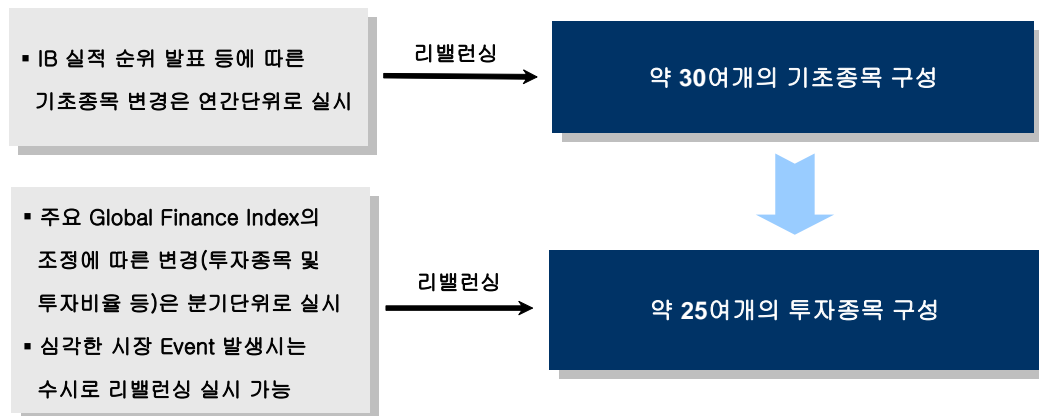 ▪ IB 실적 순위 발표 등에 따른
기초종목 변경은 연간단위로 실시
리밸런싱
약 30여개의 기초종목 구성
▪ 주요 Global Finance Index의
조정에 따른 변경(투자종목 및
투자비율 등)은 분기단위로 실시
▪ 심각한 시장 Event 발생시는
수시로 리밸런싱 실시 가능
리밸런싱
약 25여개의 투자종목 구성